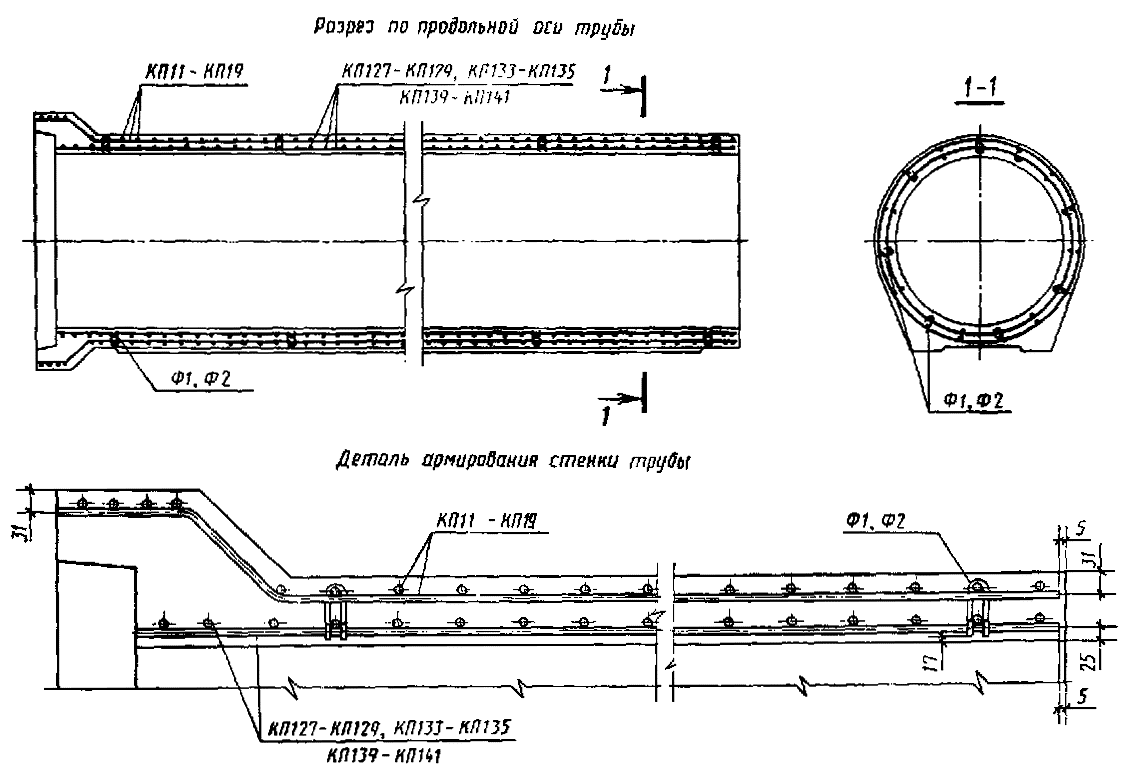 Разрез по продольной оси трубы
КП11-КП19
КП127-КП129, КП133-КП135
КП139-КП141
1
1-1
Ф1, Ф2
1
Ф1, Ф2
Деталь армирования стенки трубы
31
КП11 -КП19
Ф1, Ф2
5
31
17
25
5
КП127-КП129, КП133-КП135
КП139-КП141